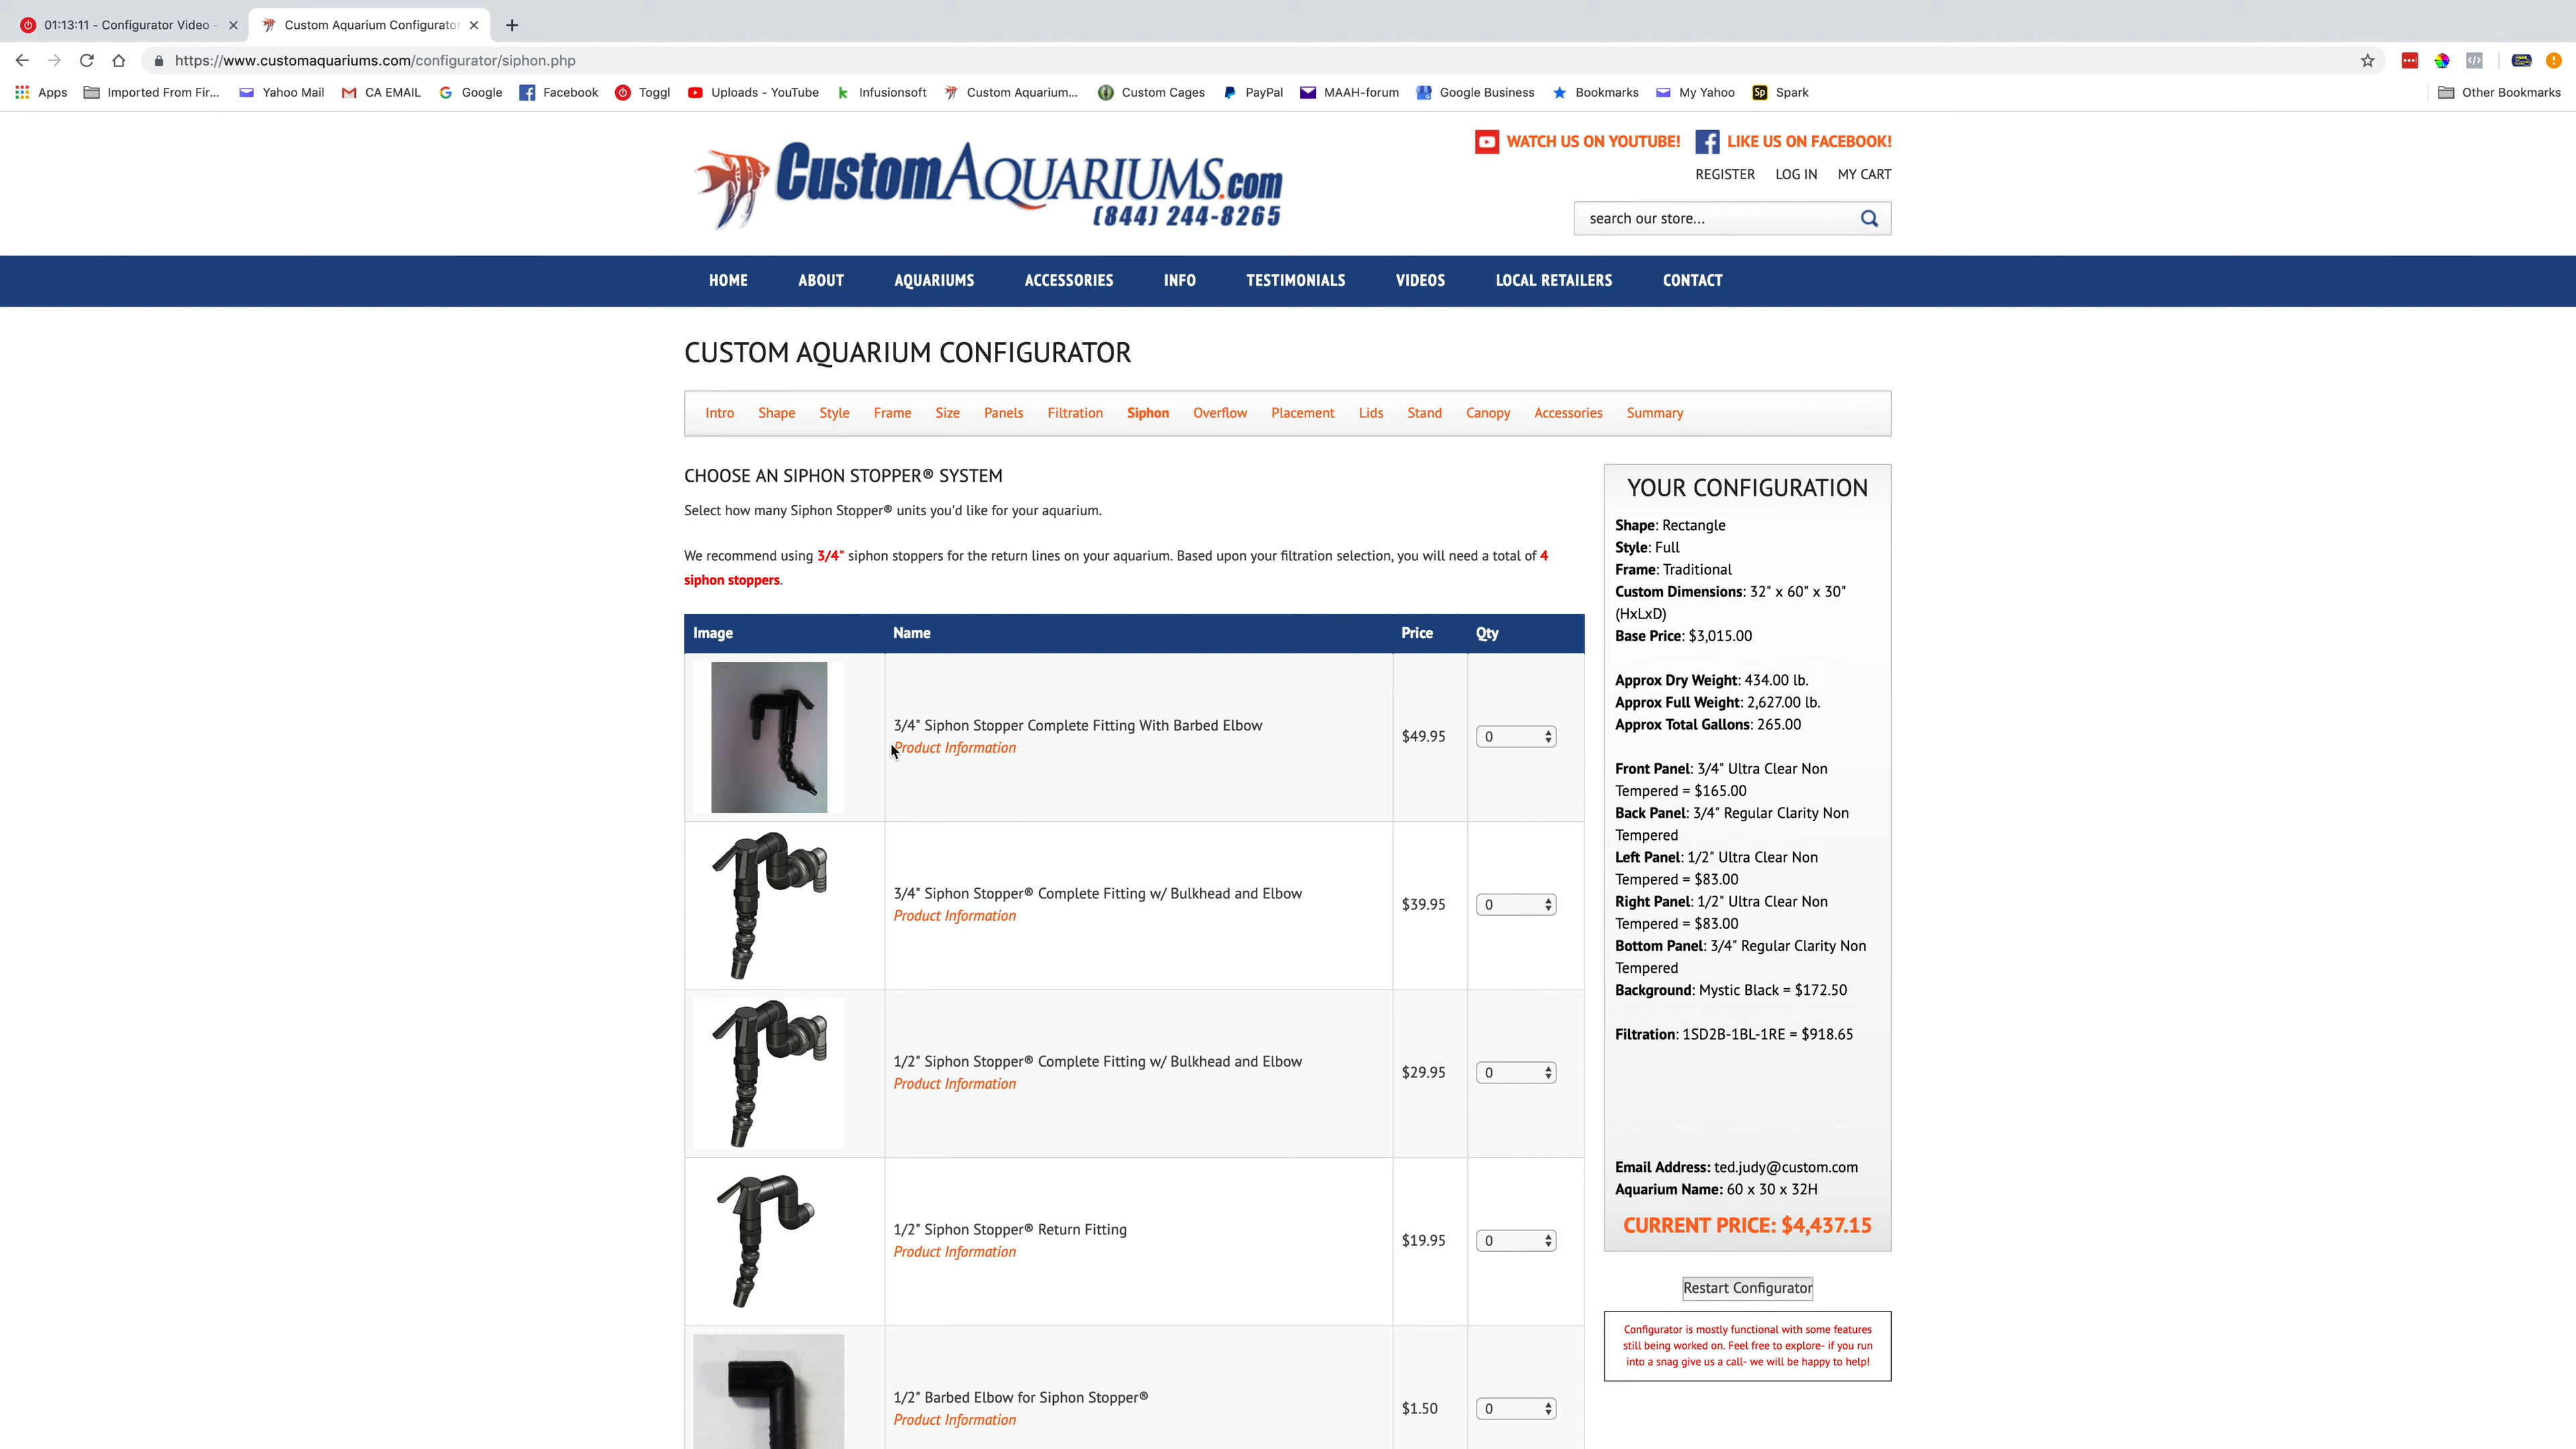 01:13:11 - Configurator Video -
Custom Aquarium Configurator
https://www.customaquariums.com/configurator/siphon.php
Apps Imported From Fir... Yahoo Mail CA EMAIL Google Facebook Toggl Uploads - YouTube Infusionsoft Custom Aquarium... Custom Cages PayPal MAAH-forum Google Business Bookmarks My Yahoo Spark Other Bookmarks
CustomAquariums.com
(844) 244-8265
WATCH US ON YOUTUBE! LIKE US ON FACEBOOK!
REGISTER LOG IN MY CART
search our store...
HOME ABOUT AQUARIUMS ACCESSORIES INFO TESTIMONIALS VIDEOS LOCAL RETAILERS CONTACT
CUSTOM AQUARIUM CONFIGURATOR
Intro Shape Style Frame Size Panels Filtration Siphon Overflow Placement Lids Stand Canopy Accessories Summary
CHOOSE AN SIPHON STOPPER® SYSTEM
Select how many Siphon Stopper® units you'd like for your aquarium.
We recommend using 3/4" siphon stoppers for the return lines on your aquarium. Based upon your filtration selection, you will need a total of 4
siphon stoppers.
Image Name Price Qty
3/4" Siphon Stopper Complete Fitting With Barbed Elbow
Product Information
$49.95 0
3/4" Siphon Stopper® Complete Fitting w/ Bulkhead and Elbow
Product Information
$39.95 0
1/2" Siphon Stopper® Complete Fitting w/ Bulkhead and Elbow
Product Information
$29.95 0
1/2" Siphon Stopper® Return Fitting
Product Information
$19.95 0
1/2" Barbed Elbow for Siphon Stopper®
Product Information
$1.50 0
YOUR CONFIGURATION
Shape: Rectangle
Style: Full
Frame: Traditional
Custom Dimensions: 32" x 60" x 30"
(HxLxD)
Base Price: $3,015.00
Approx Dry Weight: 434.00 lb.
Approx Full Weight: 2,627.00 lb.
Approx Total Gallons: 265.00
Front Panel: 3/4" Ultra Clear Non
Tempered = $165.00
Back Panel: 3/4" Regular Clarity Non
Tempered
Left Panel: 1/2" Ultra Clear Non
Tempered = $83.00
Right Panel: 1/2" Ultra Clear Non
Tempered = $83.00
Bottom Panel: 3/4" Regular Clarity Non
Tempered
Background: Mystic Black = $172.50
Filtration: 1SD2B-1BL-1RE = $918.65
Email Address: ted.judy@custom.com
Aquarium Name: 60 x 30 x 32H
CURRENT PRICE: $4,437.15
Restart Configurator
Configurator is mostly functional with some features
still being worked on. Feel free to explore- if you run
into a snag give us a call- we will be happy to help!